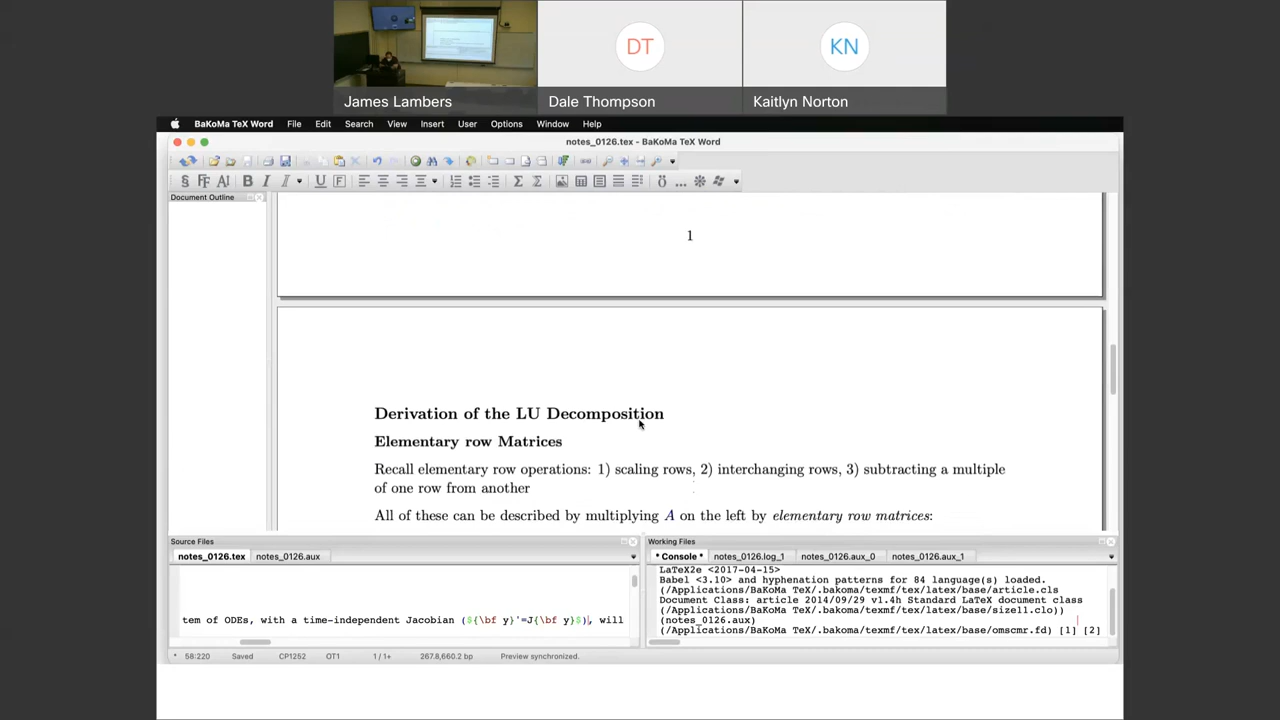 DT
KN
James Lambers
Dale Thompson
Kaitlyn Norton
BaKoMa TeX Word File Edit Search View Insert User Options Window Help
notes_0126.tex - BaKoMa TeX Word
Document Outline
1
Derivation of the LU Decomposition
Elementary row Matrices
Recall elementary row operations: 1) scaling rows, 2) interchanging rows, 3) subtracting a multiple
of one row from another
All of these can be described by multiplying A on the left by elementary row matrices:
Source Files
notes_0126.tex notes_0126.aux
tem of ODEs, with a time-independent Jacobian (${\bf y}'=J{\bf y}$), will
Working Files
* Console * notes_0126.log_1 notes_0126.aux_0 notes_0126.aux_1
LaTeX2e <2017-04-15>
Babel <3.10> and hyphenation patterns for 84 language(s) loaded.
(/Applications/BaKoMa TeX/.bakoma/texmf/tex/latex/base/article.cls
Document Class: article 2014/09/29 v1.4h Standard LaTeX document class
(/Applications/BaKoMa TeX/.bakoma/texmf/tex/latex/base/size11.clo))
(notes_0126.aux)
(/Applications/BaKoMa TeX/.bakoma/texmf/tex/latex/base/omscmr.fd) [1] [2]
* 58:220 Saved CP1252 OT1 1 / 1+ 267.8,660.2 bp Preview synchronized.